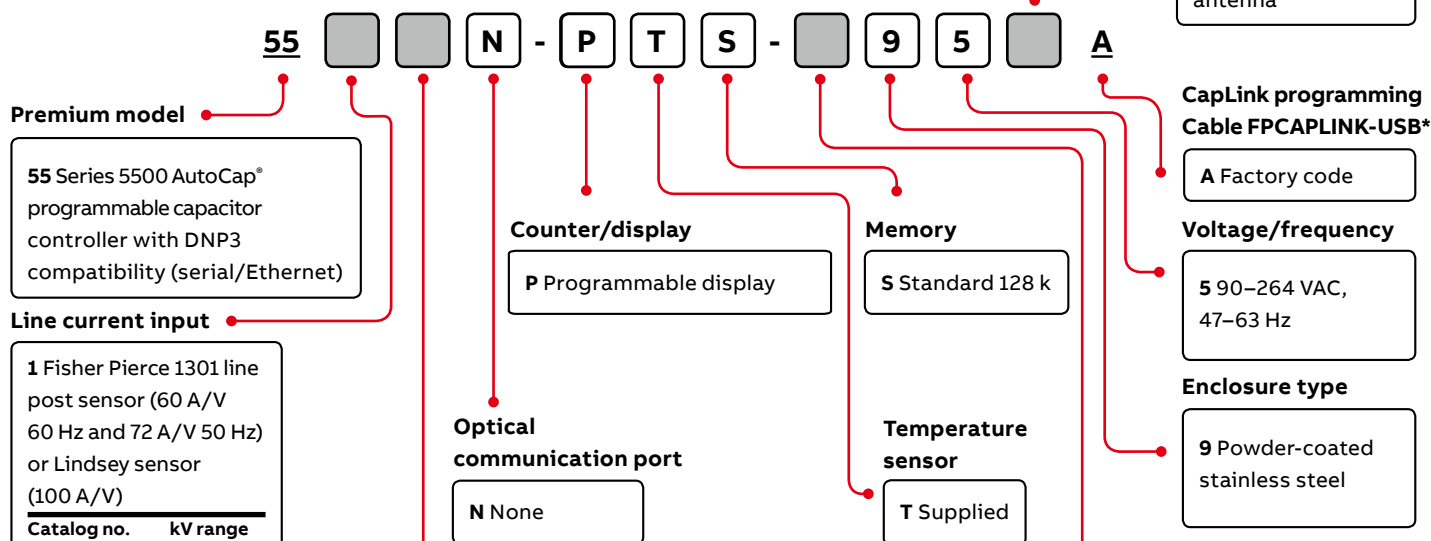 antenna
55 N - P T S - 9 5 A
Premium model
55 Series 5500 AutoCap®
programmable capacitor
controller with DNP3
compatibility (serial/Ethernet)
Line current input
1 Fisher Pierce 1301 line
post sensor (60 A/V
60 Hz and 72 A/V 50 Hz)
or Lindsey sensor
(100 A/V)
Catalog no. kV range
Counter/display
P Programmable display
Optical
communication port
N None
Memory
S Standard 128 k
Temperature
sensor
T Supplied
CapLink programming
Cable FPCAPLINK-USB*
A Factory code
Voltage/frequency
5 90–264 VAC,
47–63 Hz
Enclosure type
9 Powder-coated
stainless steel